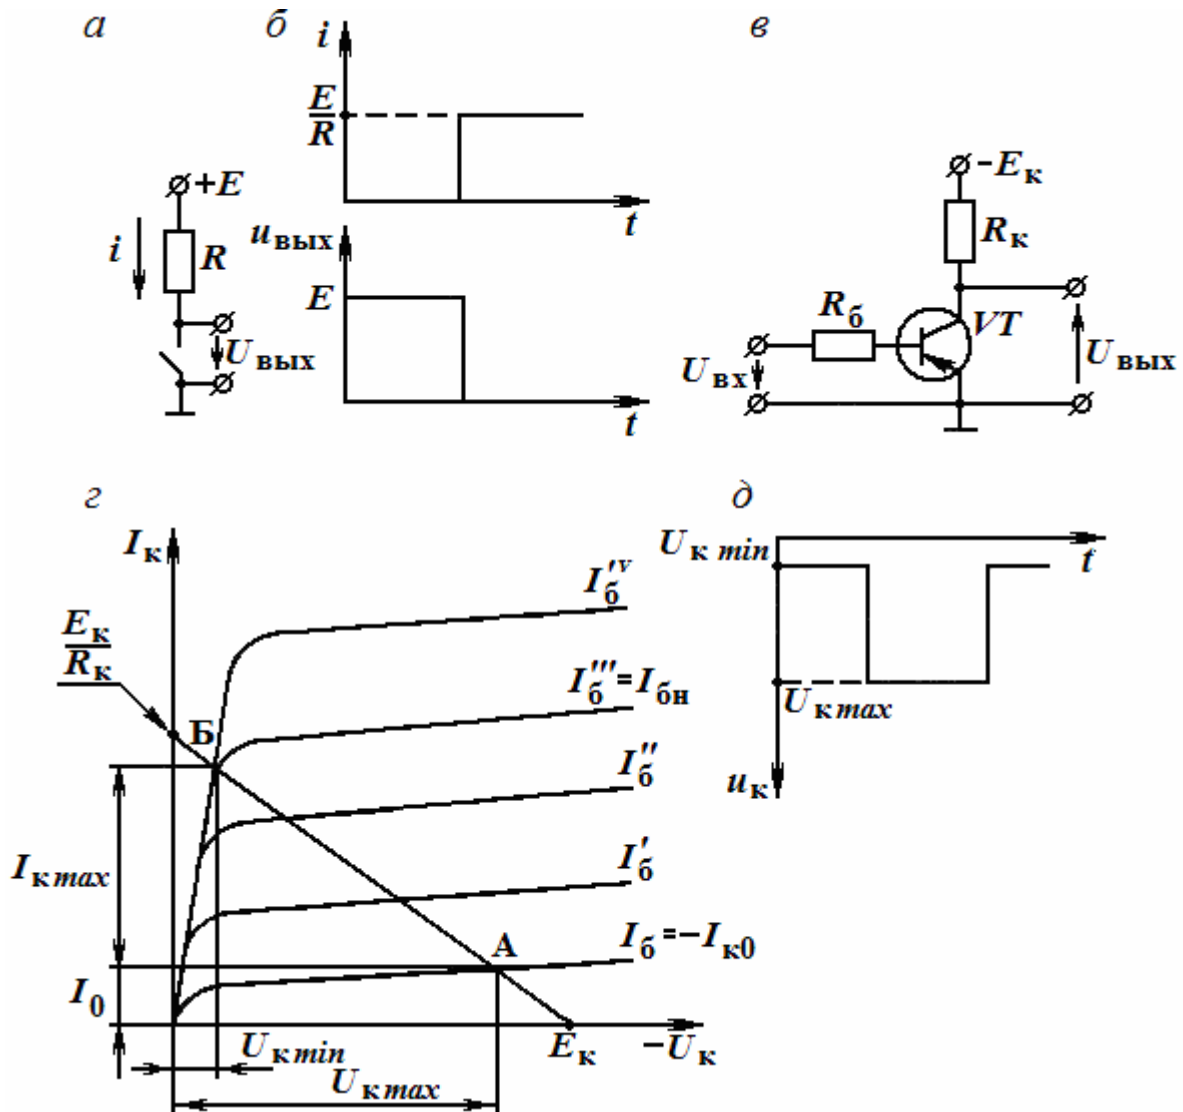 а
+E
i
R
Uвых
б
i
E/R
t
uвых
E
t
в
-Eк
Rк
Rб
VT
Uвх
Uвых
г
Iк
Eк/Rк
Б
Iб'v
Iб'''=Iбн
Iб''
Iб'
А
Iб=-Iк0
Iк max
I0
Uк min
Eк
-Uк
Uк max
д
Uк min
t
Uк max
uк